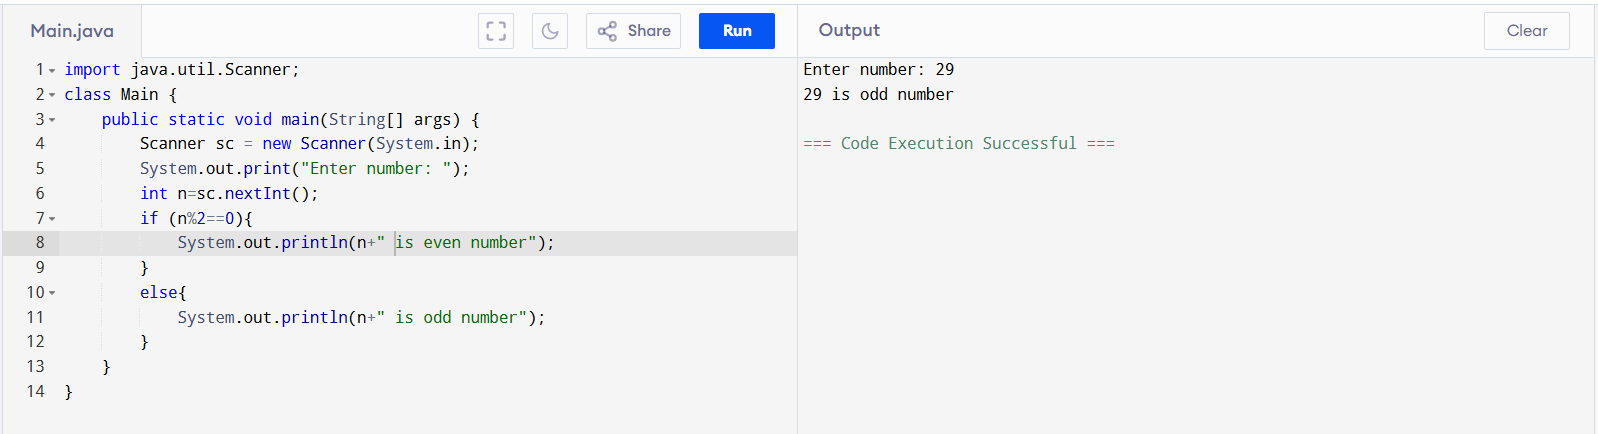 Main.java
Share
Run
Output
Clear
1 import java.util.Scanner;
2 class Main {
3     public static void main(String[] args) {
4         Scanner sc = new Scanner(System.in);
5         System.out.print("Enter number: ");
6         int n=sc.nextInt();
7         if (n%2==0){
8             System.out.println(n+" is even number");
9         }
10         else{
11             System.out.println(n+" is odd number");
12         }
13     }
14 }
Enter number: 29
29 is odd number
=== Code Execution Successful ===